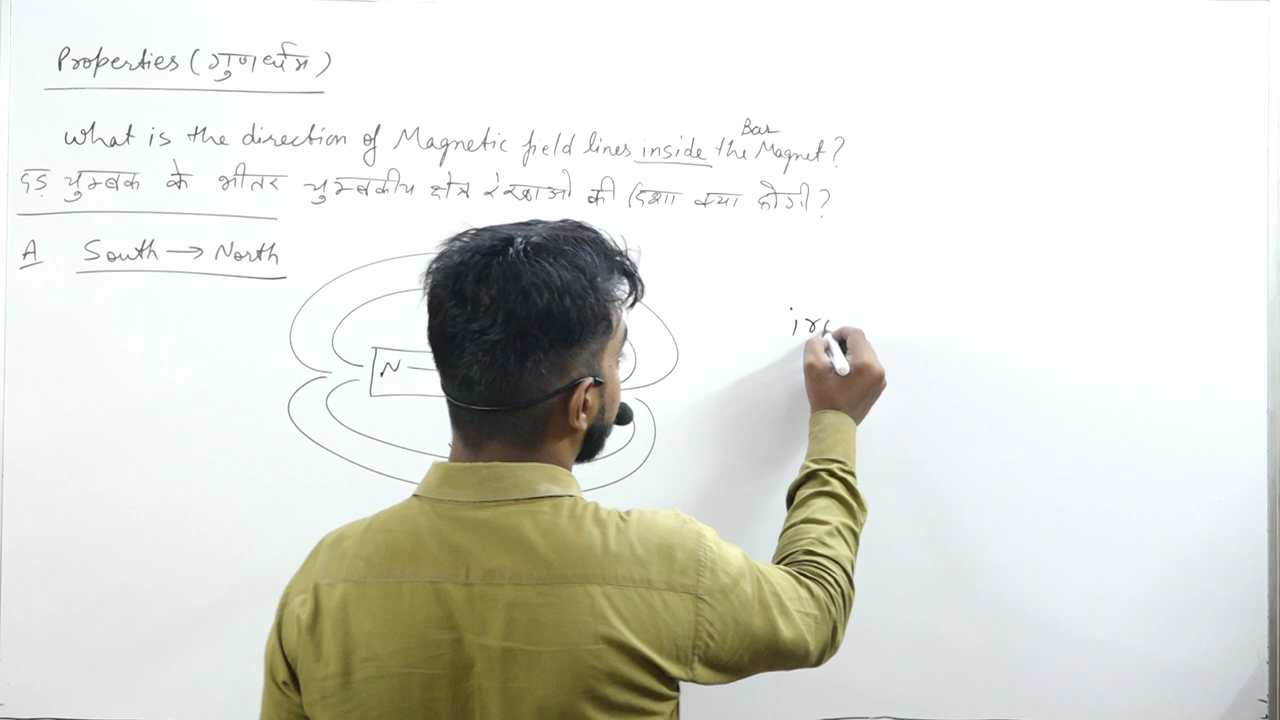 Properties (गुणधर्म)
Bar
what is the direction of Magnetic field lines inside the Magnet?
दंड चुम्बक के भीतर चुम्बकीय क्षेत्र रेखाओ की दिशा क्या होगी?
A South → North
N
iro